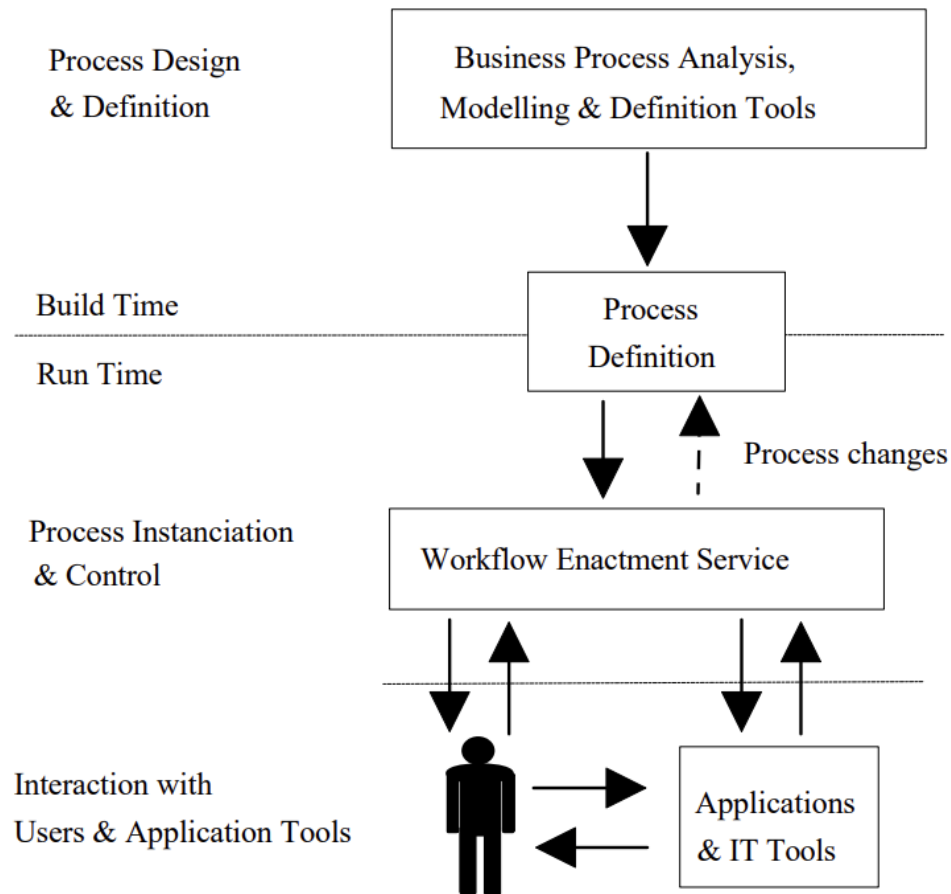 Process Design
& Definition
Business Process Analysis,
Modelling & Definition Tools
Build Time
Process
Definition
Run Time
Process changes
Process Instanciation
& Control
Workflow Enactment Service
Interaction with
Users & Application Tools
Applications
& IT Tools